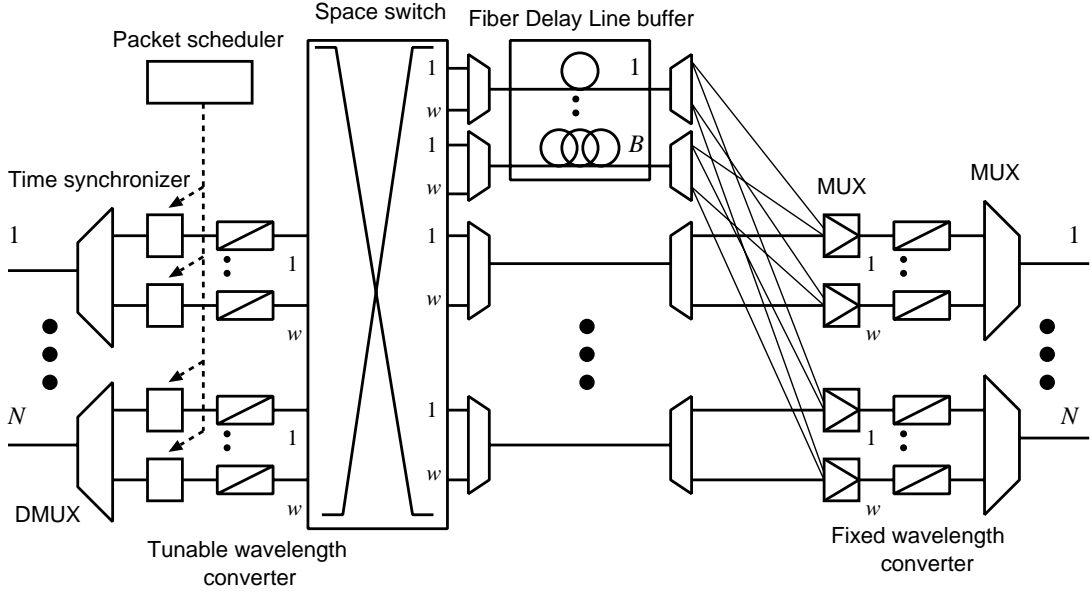 Space switch
Fiber Delay Line buffer
Packet scheduler
1
1
w
1
B
w
Time synchronizer
MUX
MUX
1
1
1
1
1
w
w
w
N
1
N
1
1
w
w
w
DMUX
Tunable wavelength
converter
Fixed wavelength
converter